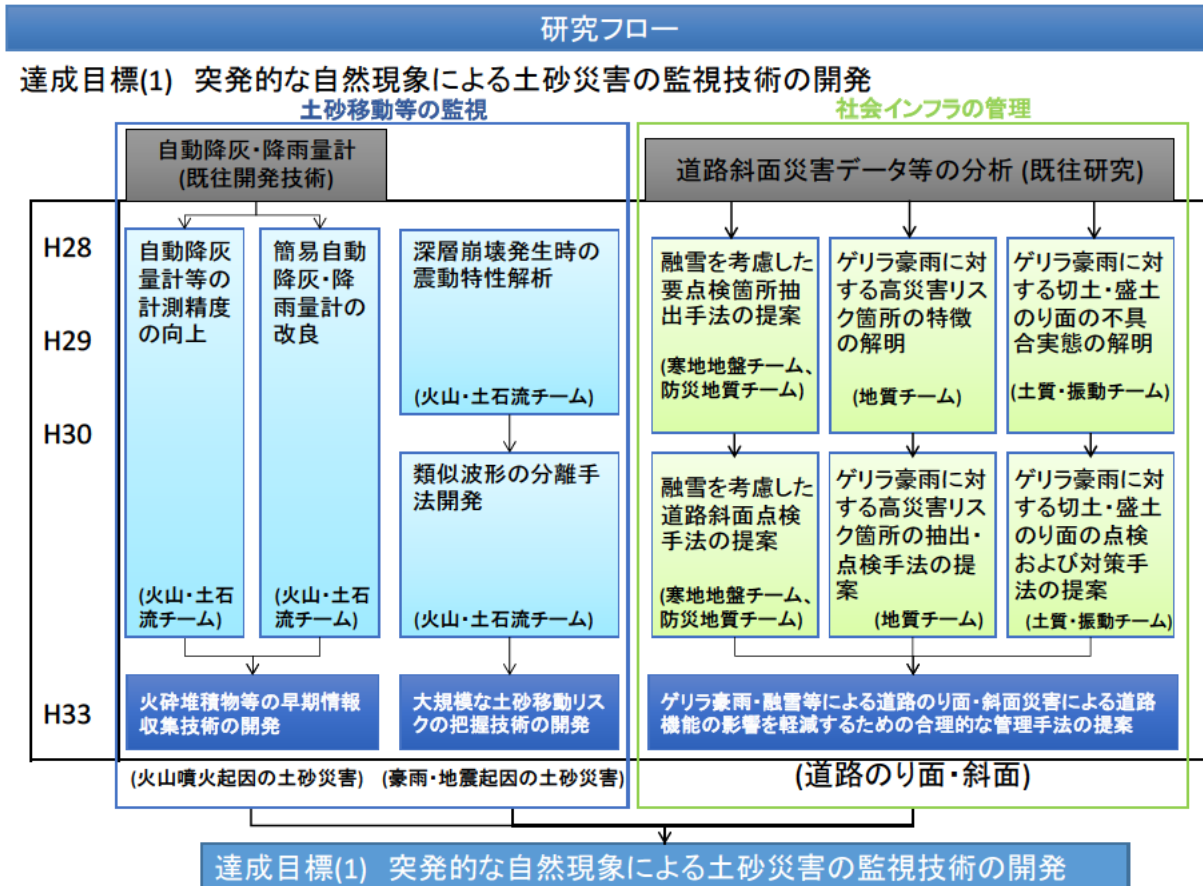 研究フロー
達成目標(1)　突発的な自然現象による土砂災害の監視技術の開発
土砂移動等の監視
社会インフラの管理
自動降灰・降雨量計
(既往開発技術)
道路斜面災害データ等の分析 (既往研究)
H28
H29
H30
H33
自動降灰
量計等の
計測精度
の向上
(火山・土石
流チーム)
簡易自動
降灰・降
雨量計の
改良
(火山・土石
流チーム)
深層崩壊発生時の
震動特性解析
(火山・土石流チーム)
類似波形の分離手
法開発
(火山・土石流チーム)
融雪を考慮した
要点検箇所抽
出手法の提案
(寒地地盤チーム、
防災地質チーム)
ゲリラ豪雨に対
する高災害リス
ク箇所の特徴
の解明
(地質チーム)
ゲリラ豪雨に対
する切土・盛土
のり面の不具
合実態の解明
(土質・振動チーム)
融雪を考慮した
道路斜面点検
手法の提案
(寒地地盤チーム、
防災地質チーム)
ゲリラ豪雨に対
する高災害リス
ク箇所の抽出・
点検手法の提
案
(地質チーム)
ゲリラ豪雨に対
する切土・盛土
のり面の点検
および対策手
法の提案
(土質・振動チーム)
火砕堆積物等の早期情報
収集技術の開発
大規模な土砂移動リス
クの把握技術の開発
ゲリラ豪雨・融雪等による道路のり面・斜面災害による道路
機能の影響を軽減するための合理的な管理手法の提案
(火山噴火起因の土砂災害)
(豪雨・地震起因の土砂災害)
(道路のり面・斜面)
達成目標(1)　突発的な自然現象による土砂災害の監視技術の開発